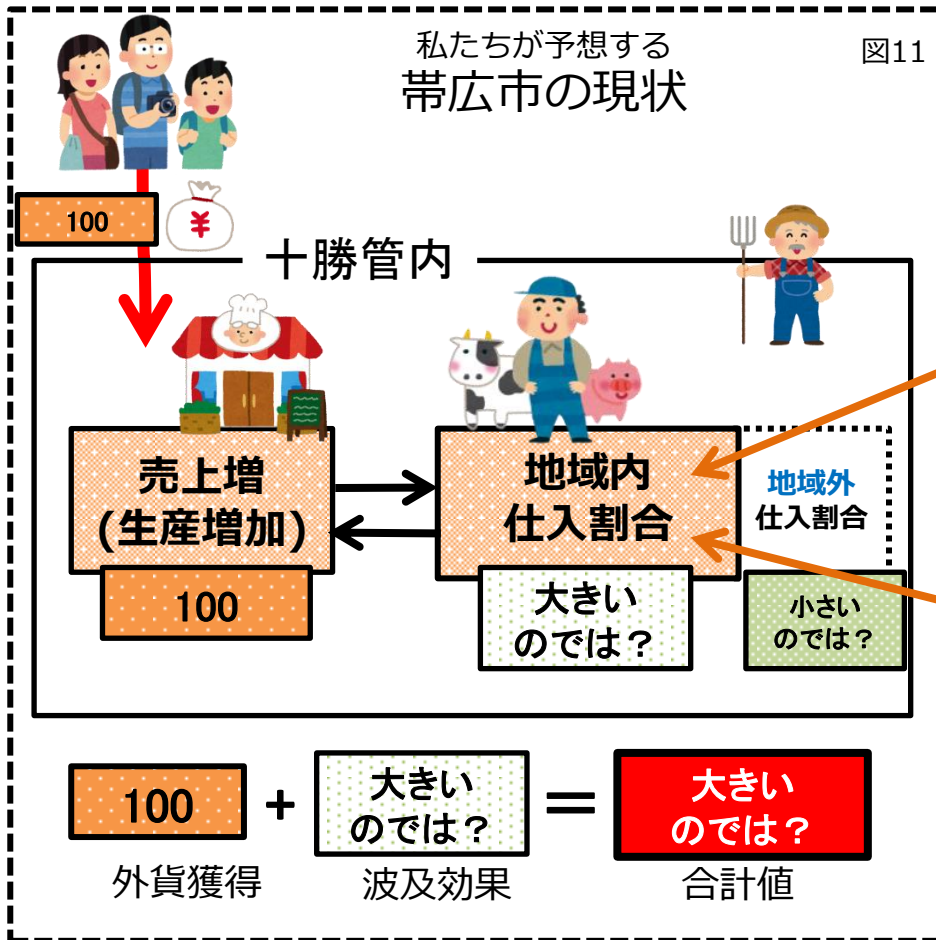 私たちが予想する
帯広市の現状
図11
100
¥
十勝管内
売上増
(生産増加)
100
地域内
仕入割合
大きい
のでは？
地域外
仕入割合
小さい
のでは？
100
+
大きい
のでは？
=
大きい
のでは？
外貨獲得
波及効果
合計値